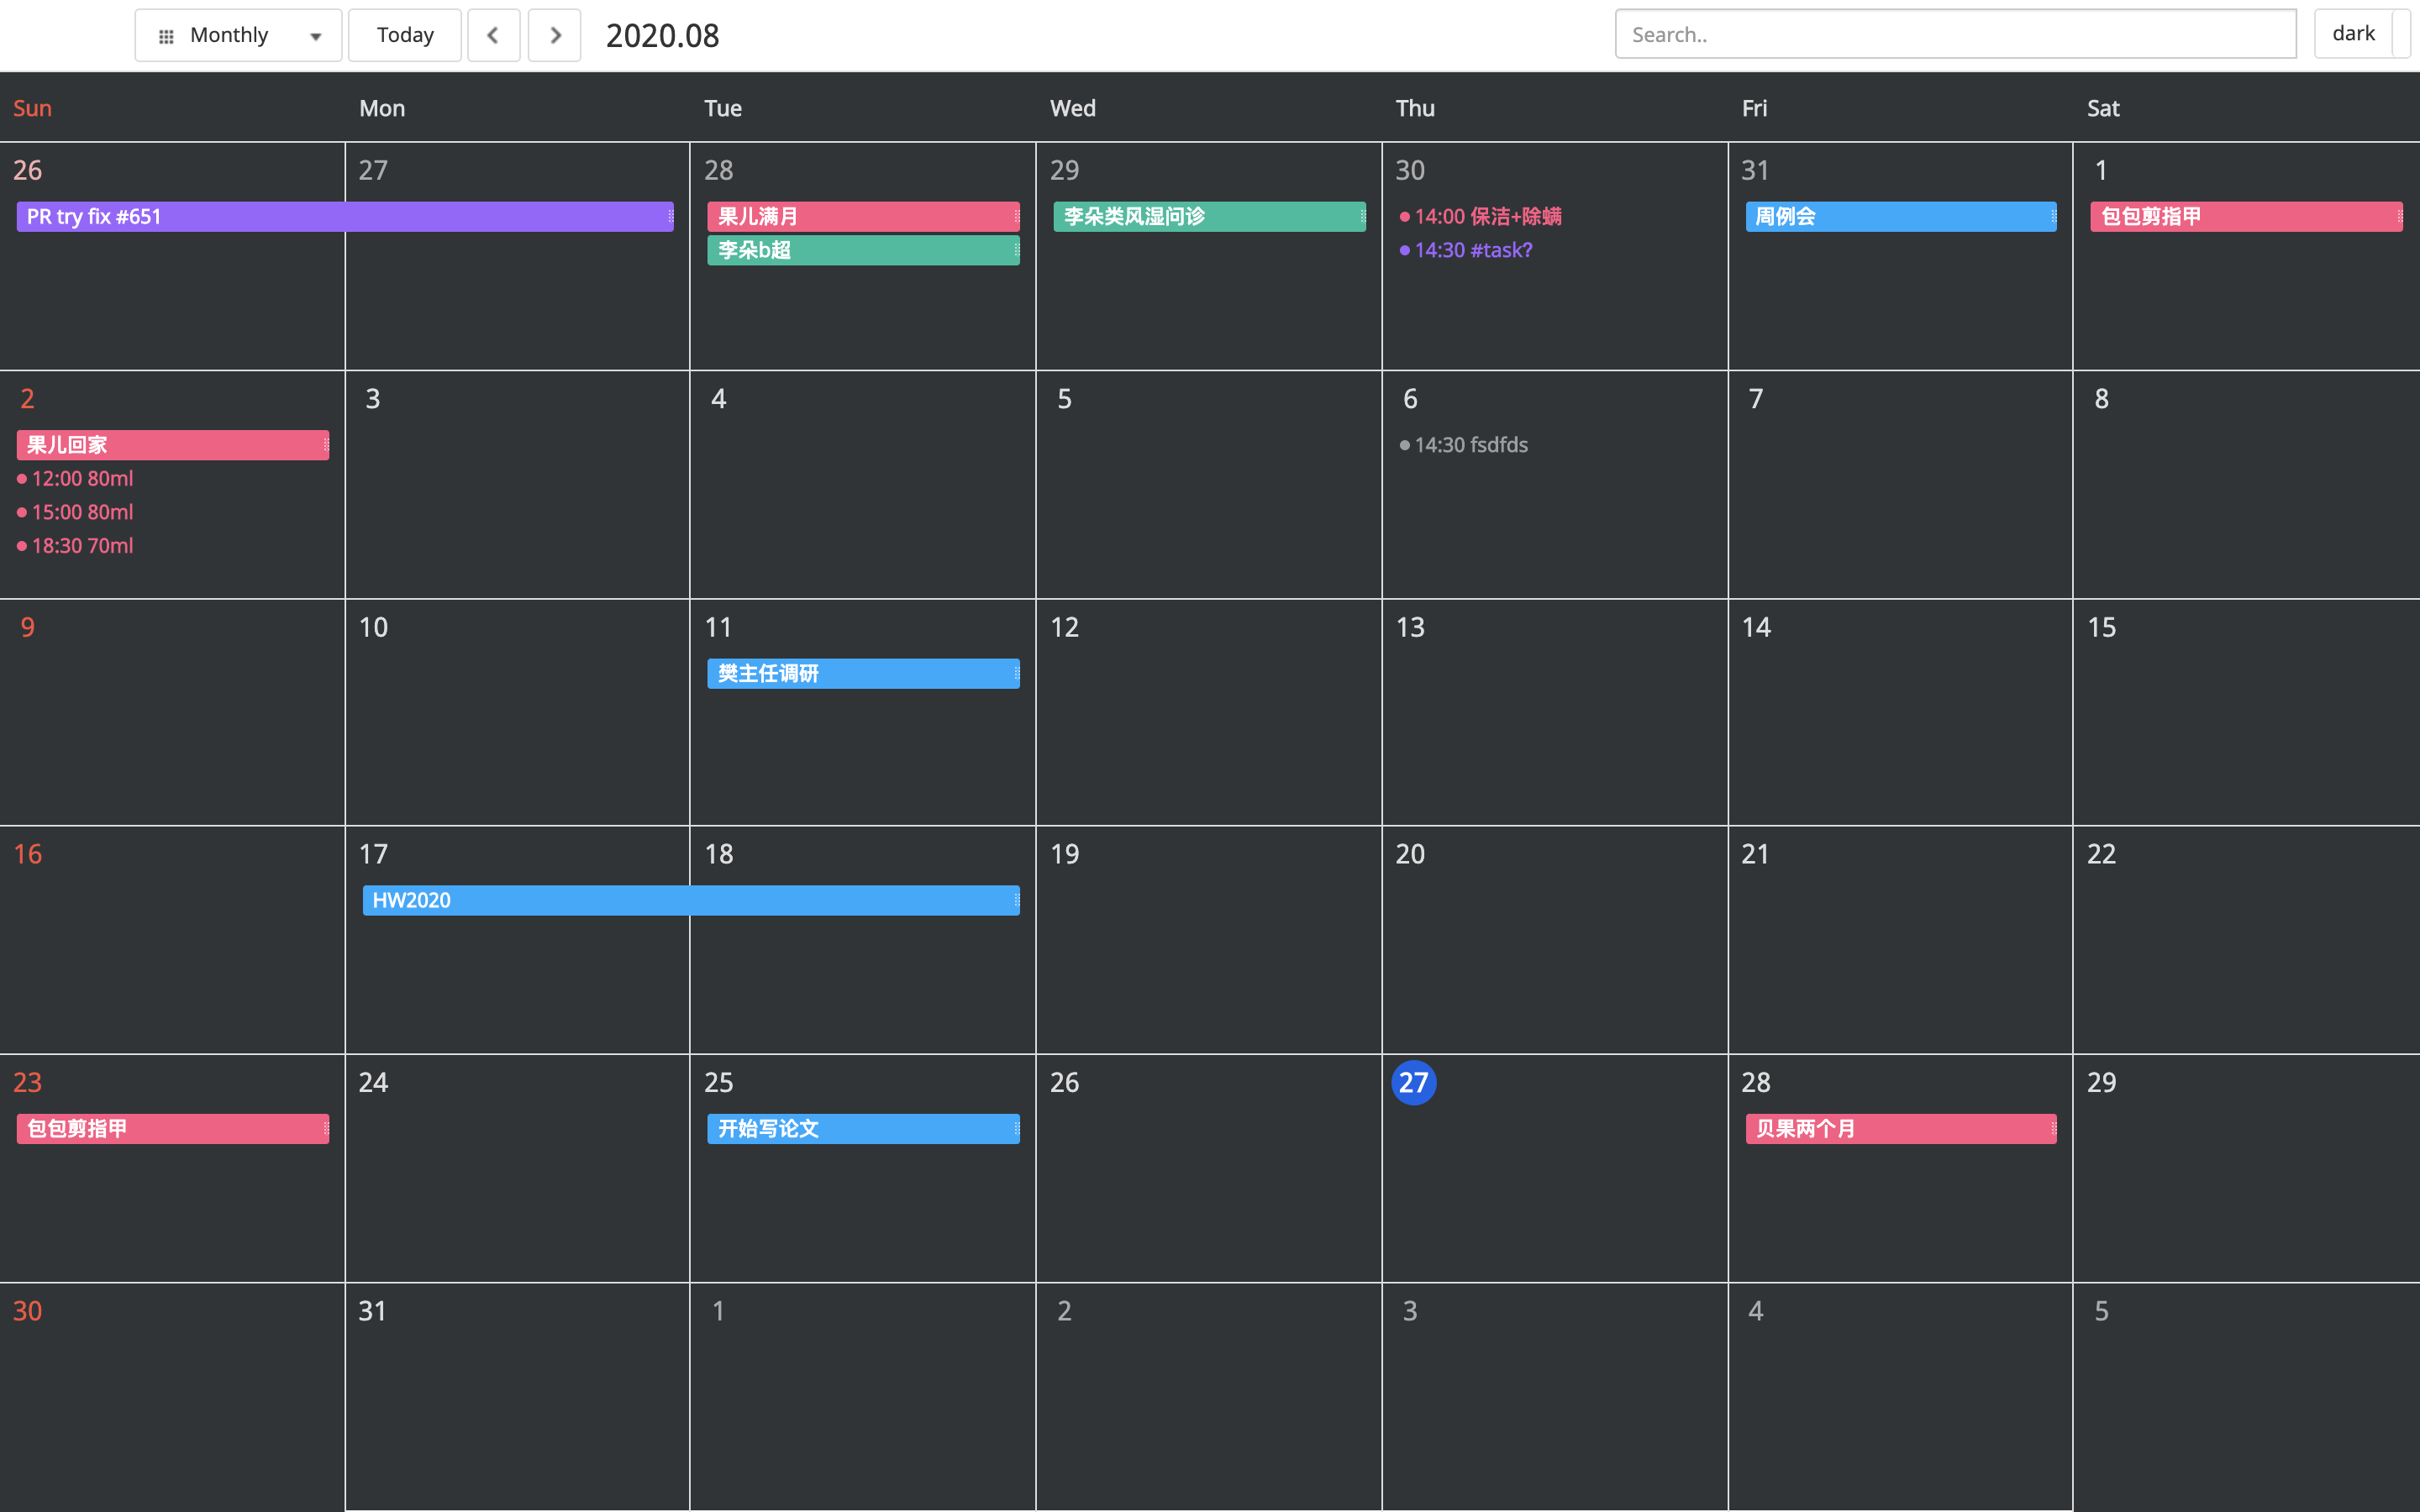 Monthly Today 2020.08 Search.. dark
Sun Mon Tue Wed Thu Fri Sat
26 27 28 29 30 31 1
PR try fix #651 果儿满月 李朵类风湿问诊 14:00 保洁+除螨 周例会 包包剪指甲
李朵b超 14:30 #task?
2 3 4 5 6 7 8
果儿回家 14:30 fsdfds
12:00 80ml
15:00 80ml
18:30 70ml
9 10 11 12 13 14 15
樊主任调研
16 17 18 19 20 21 22
HW2020
23 24 25 26 27 28 29
包包剪指甲 开始写论文 贝果两个月
30 31 1 2 3 4 5